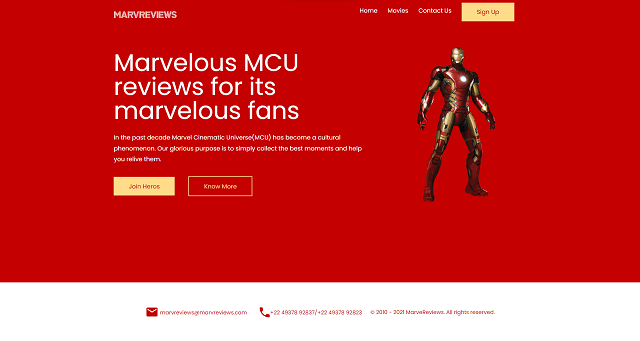 MARVREVIEWS
Home Movies Contact Us Sign Up
Marvelous MCU
reviews for its
marvelous fans
In the past decade Marvel Cinematic Universe(MCU) has become a cultural
phenomenon. Our glorious purpose is to simply collect the best moments and help
you relive them.
Join Heros Know More
marvreviews@marvreviews.com +22 49378 92837/+22 49378 92823 © 2010 - 2021 MarveReviews. All rights reserved.